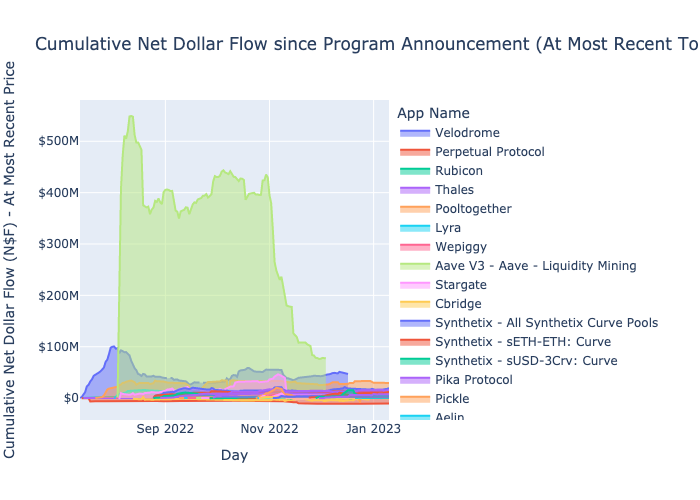 Cumulative Net Dollar Flow since Program Announcement (At Most Recent To
Cumulative Net Dollar Flow (N$F) - At Most Recent Price
$500M
$400M
$300M
$200M
$100M
$0
Sep 2022
Nov 2022
Jan 2023
Day
App Name
Velodrome
Perpetual Protocol
Rubicon
Thales
Pooltogether
Lyra
Wepiggy
Aave V3 - Aave - Liquidity Mining
Stargate
Cbridge
Synthetix - All Synthetix Curve Pools
Synthetix - sETH-ETH: Curve
Synthetix - sUSD-3Crv: Curve
Pika Protocol
Pickle
Aelin